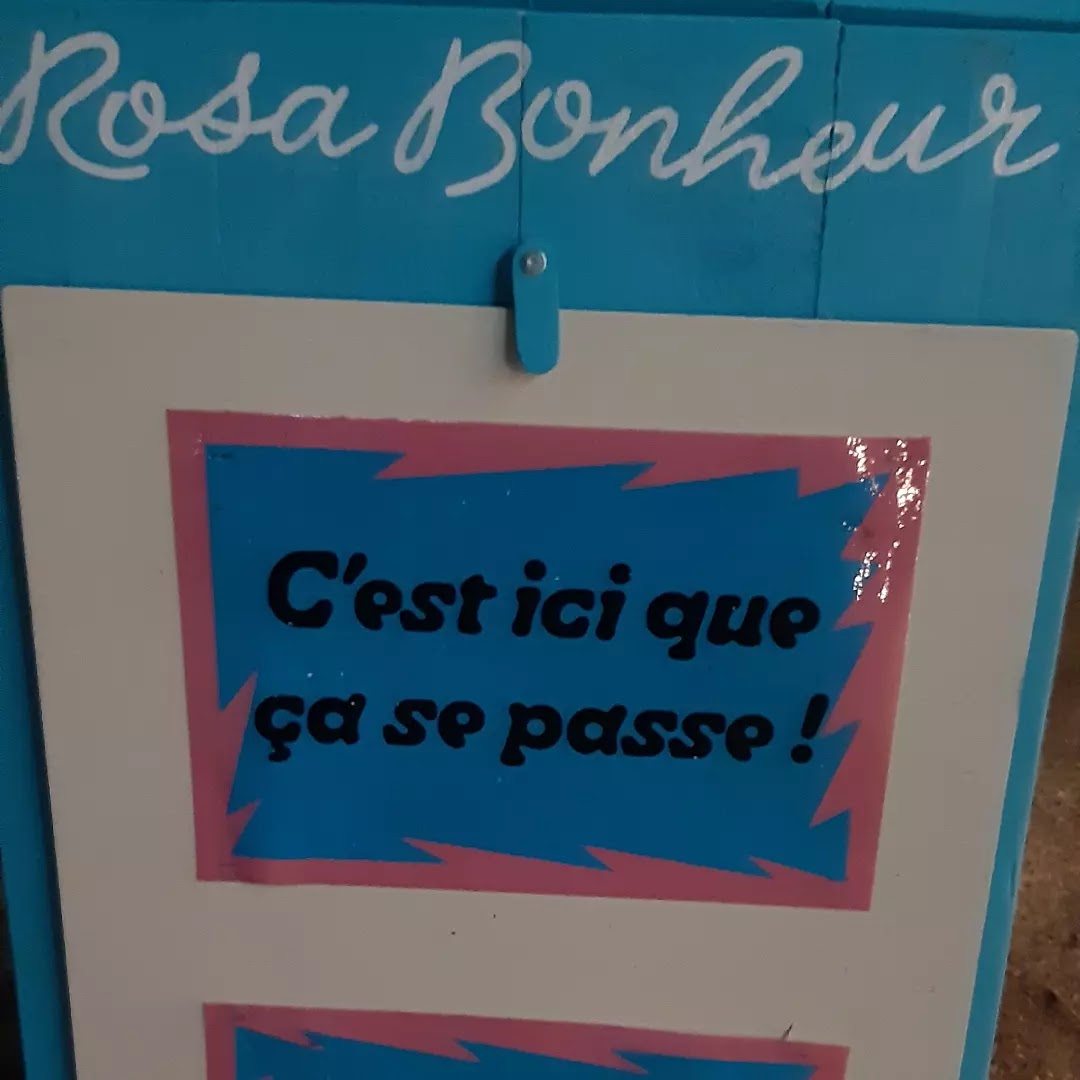 Rosa Bonheur
C'est ici que
ça se passe !